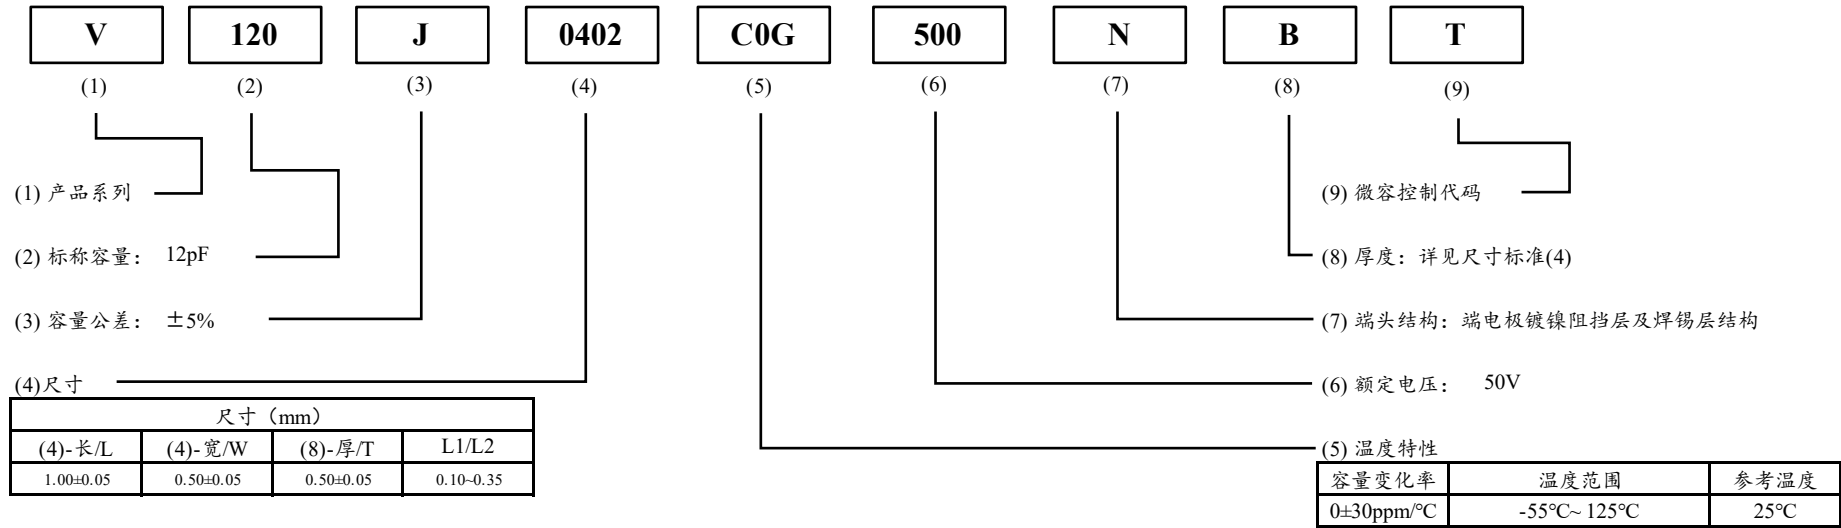 V 120 J 0402 C0G 500 N B T
(1) (2) (3) (4) (5) (6) (7) (8) (9)
(1) 产品系列
(9) 微容控制代码
(2) 标称容量: 12pF
(8) 厚度: 详见尺寸标准(4)
(3) 容量公差: ±5%
(7) 端头结构: 端电极镀镍阻挡层及焊锡层结构
(4)尺寸
(6) 额定电压: 50V
尺寸（mm）
(4)-长/L (4)-宽/W (8)-厚/T L1/L2
1.00±0.05 0.50±0.05 0.50±0.05 0.10~0.35
(5) 温度特性
容量变化率 温度范围 参考温度
0±30ppm/℃ -55℃~ 125℃ 25℃